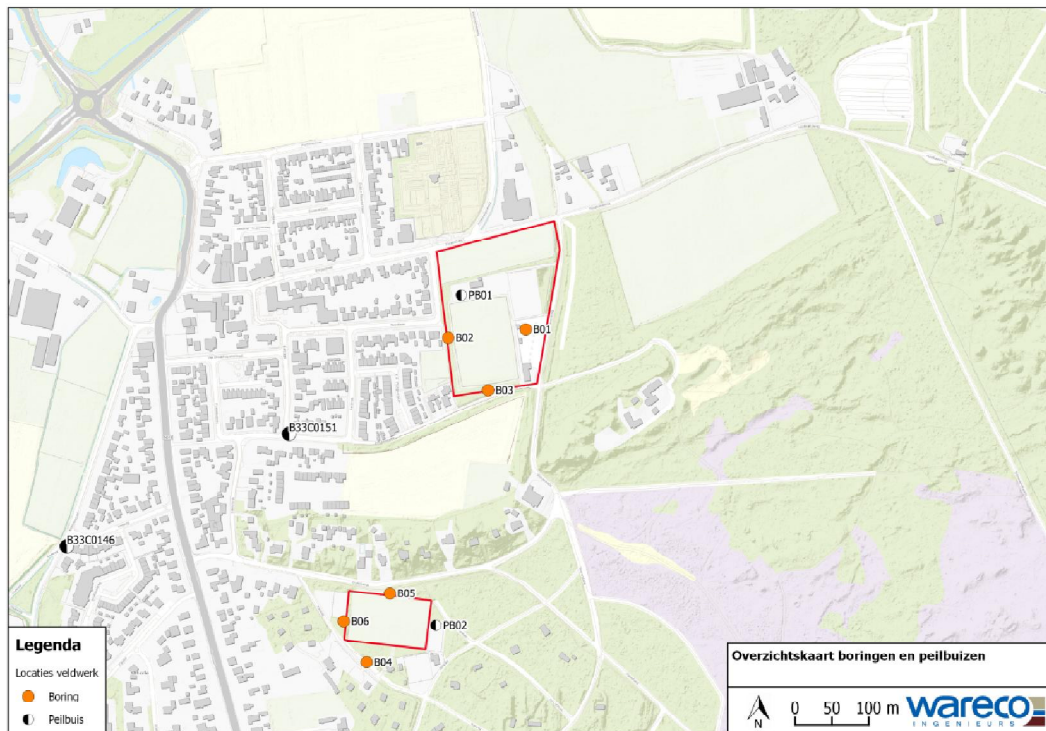 PB01
B02
B01
B03
B33C0151
B33C0146
B05
B06
PB02
B04
Legenda
Locaties veldwerk
Boring
Peilbuis
Overzichtskaart boringen en peilbuizen
N
0 50 100 m
wareco
INGENIEURS